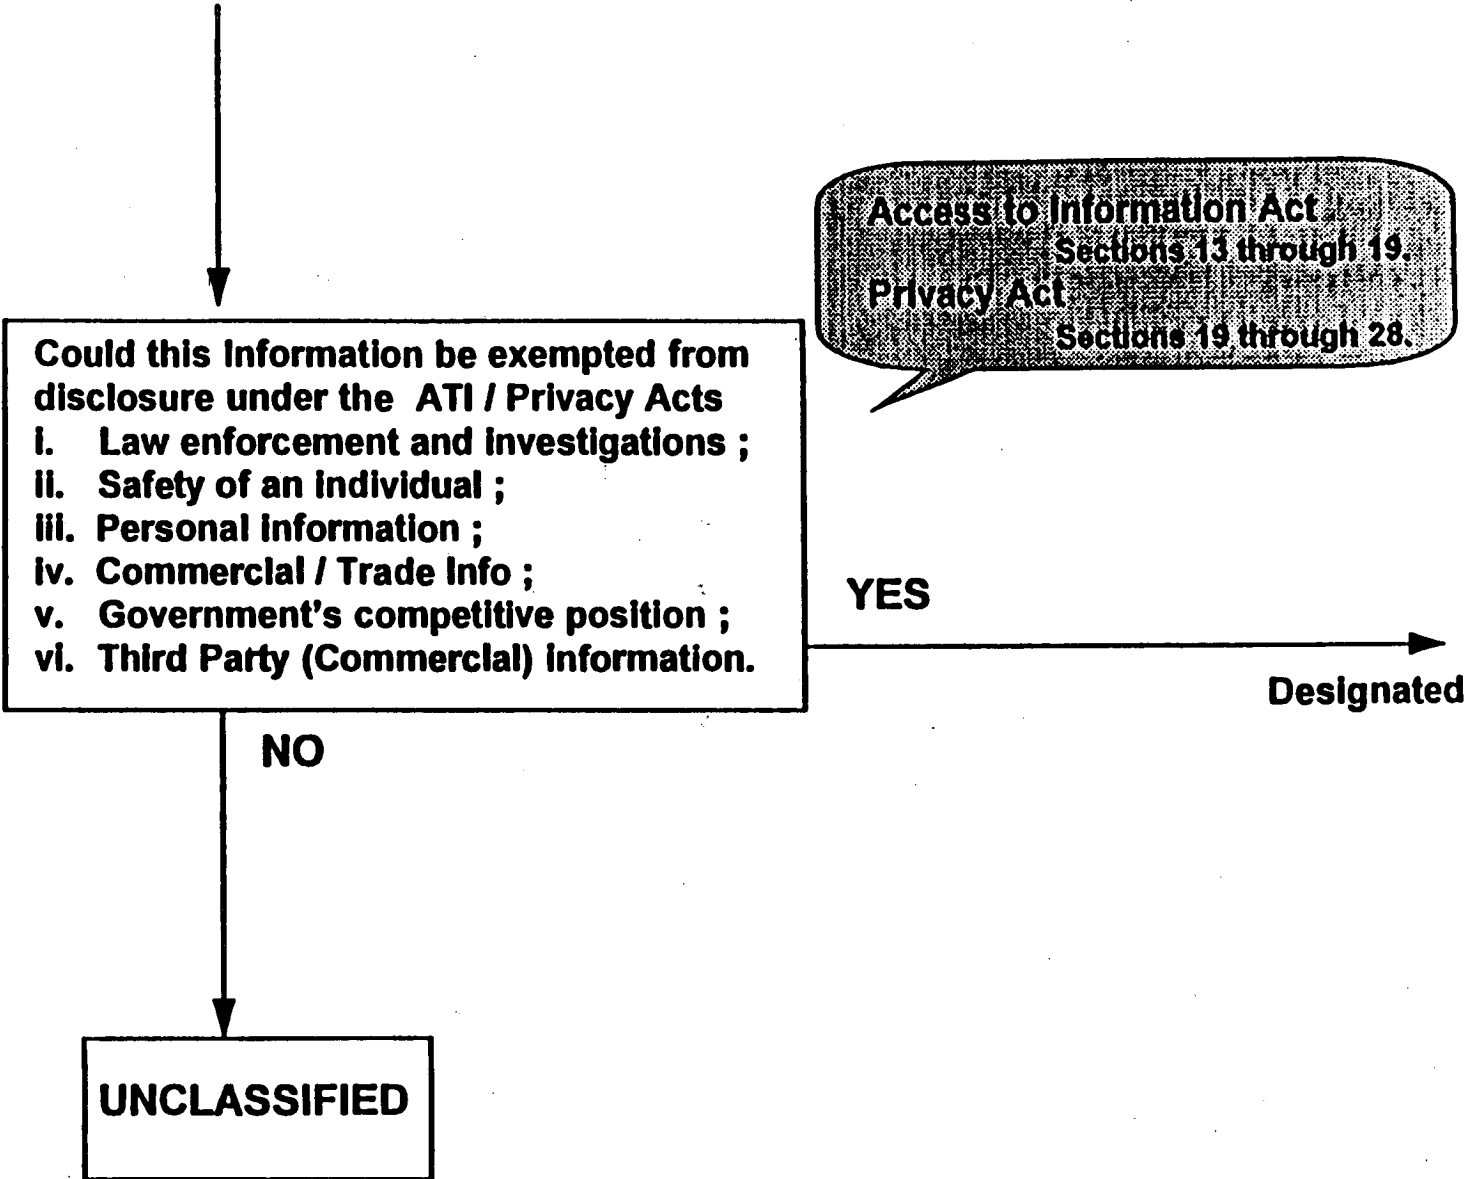 Access to Information Act
Sections 13 through 19.
Privacy Act
Sections 19 through 28.
Could this Information be exempted from
disclosure under the ATI / Privacy Acts
i. Law enforcement and investigations ;
ii. Safety of an individual ;
iii. Personal information ;
iv. Commercial / Trade Info ;
v. Government's competitive position ;
vi. Third Party (Commercial) information.
YES
Designated
NO
UNCLASSIFIED